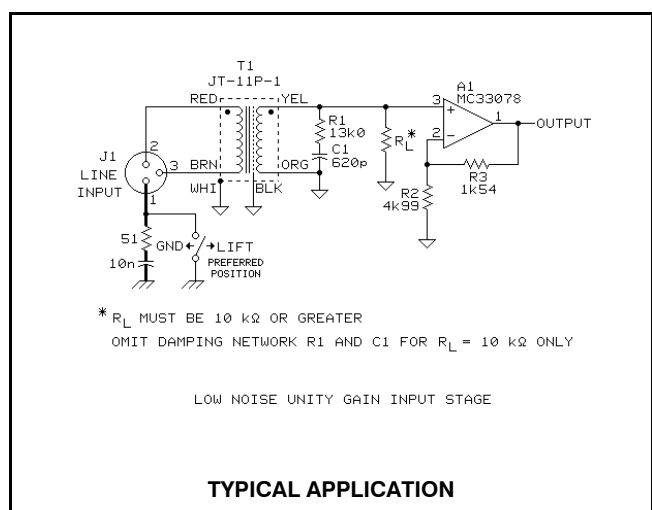 T1
JT-11P-1
RED
YEL
A1
MC33078
3
+
2
−
1
OUTPUT
R1
13k0
C1
620p
R_L*
R3
1k54
R2
4k99
2
J1
LINE
INPUT
3
1
BRN
ORG
WHI
BLK
51
GND
LIFT
10n
PREFERRED
POSITION
* R_L MUST BE 10 kΩ OR GREATER
OMIT DAMPING NETWORK R1 AND C1 FOR R_L = 10 kΩ ONLY
LOW NOISE UNITY GAIN INPUT STAGE
TYPICAL APPLICATION